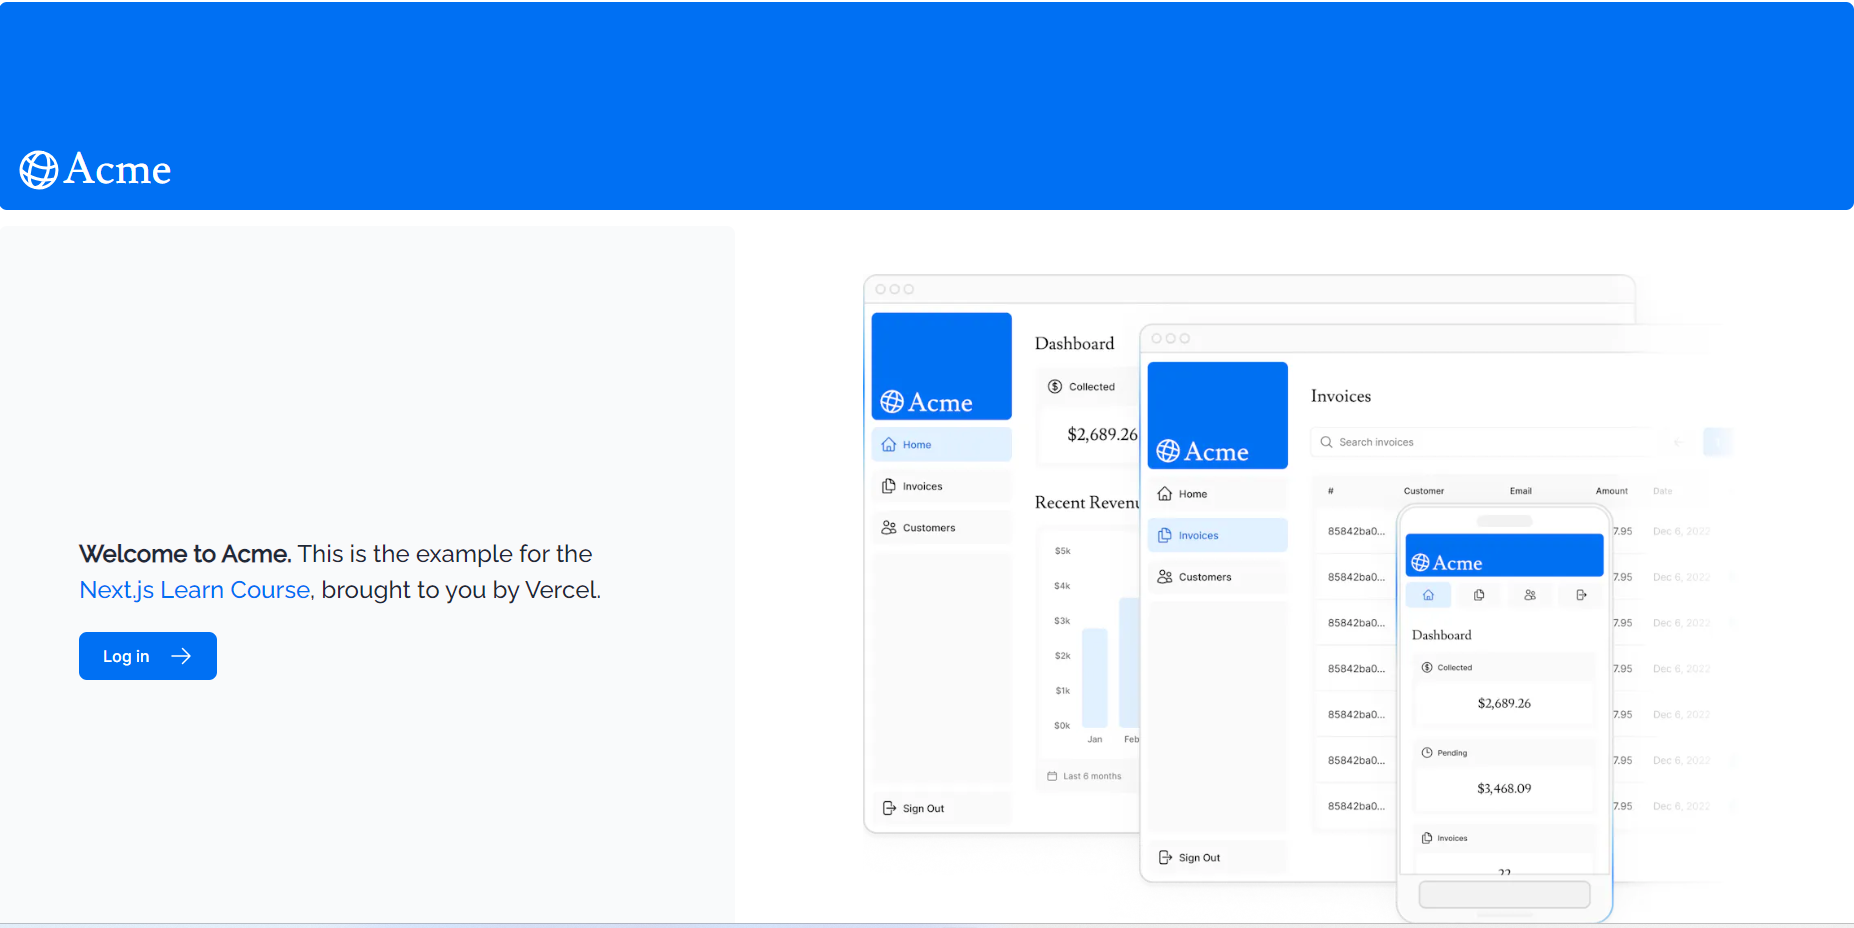 Acme
Welcome to Acme. This is the example for the
Next.js Learn Course, brought to you by Vercel.
Log in
Acme
Home
Invoices
Customers
Sign Out
Dashboard
Collected
$2,689.26
Recent Revenu
$5k
$4k
$3k
$2k
$1k
$0k
Jan Feb
Last 6 months
Acme
Home
Invoices
Customers
Sign Out
Invoices
Search invoices
# Customer Email Amount Date
85842ba0... 7.95 Dec 6, 2022
85842ba0... 7.95 Dec 6, 2022
85842ba0... 7.95 Dec 6, 2022
85842ba0... 7.95 Dec 6, 2022
85842ba0... 7.95 Dec 6, 2022
85842ba0... 7.95 Dec 6, 2022
85842ba0... 7.95 Dec 6, 2022
Acme
Dashboard
Collected
$2,689.26
Pending
$3,468.09
Invoices
22